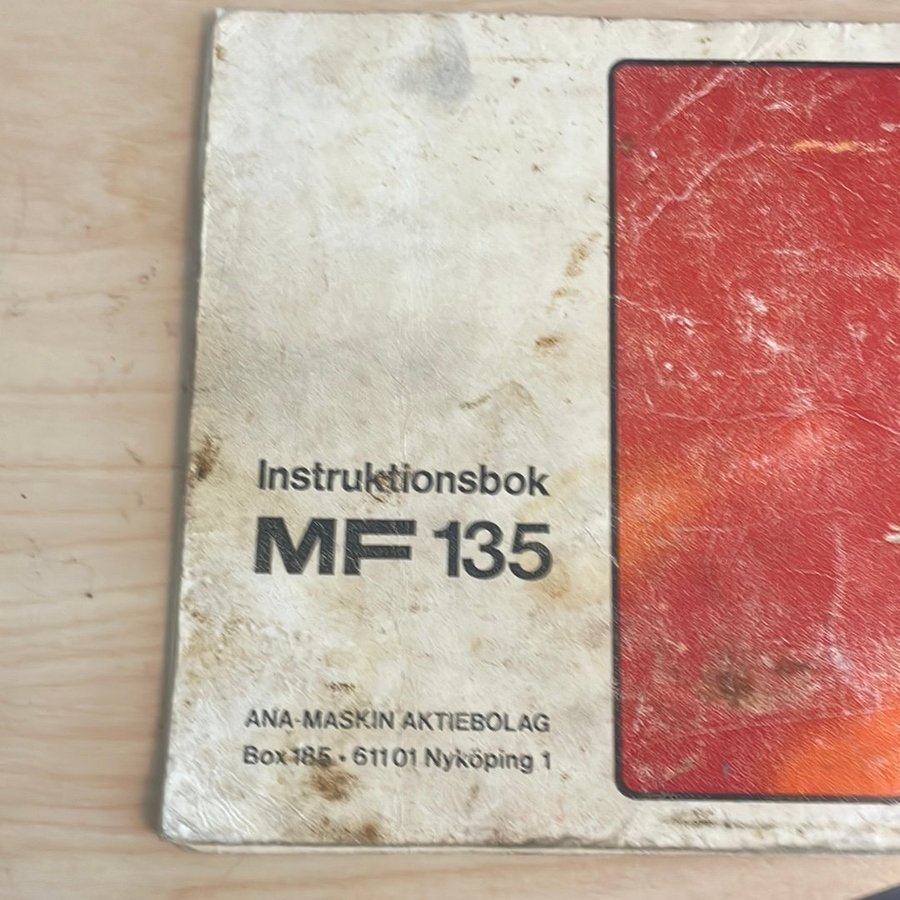 Instruktionsbok
MF 135
ANA-MASKIN AKTIEBOLAG
Box 185 • 611 01 Nyköping 1